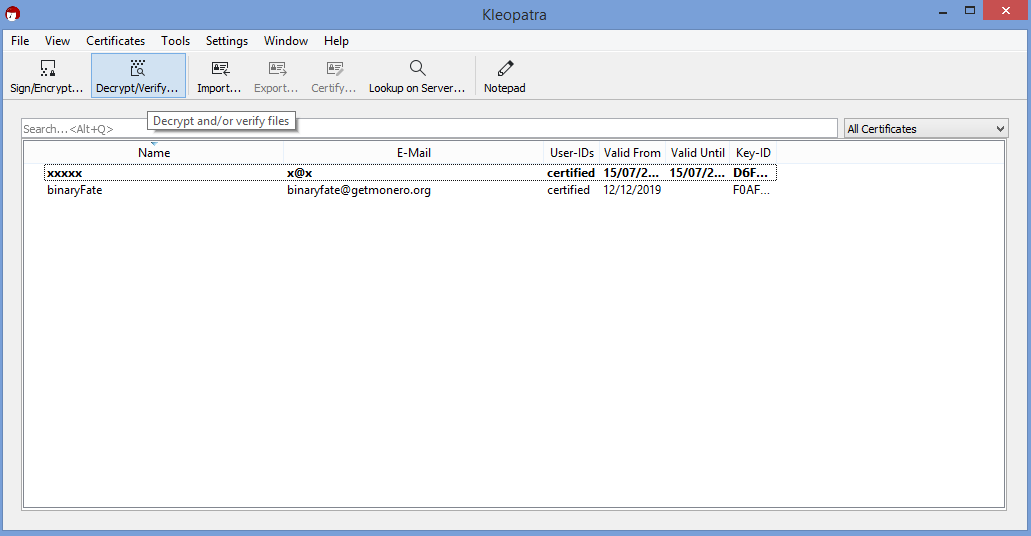 Kleopatra
File View Certificates Tools Settings Window Help
Sign/Encrypt... Decrypt/Verify... Import... Export... Certify... Lookup on Server... Notepad
Decrypt and/or verify files
Search...<Alt+Q> All Certificates
Name E-Mail User-IDs Valid From Valid Until Key-ID
xxxxx x@x certified 15/07/2... 15/07/2... D6F...
binaryFate binaryfate@getmonero.org certified 12/12/2019 F0AF...